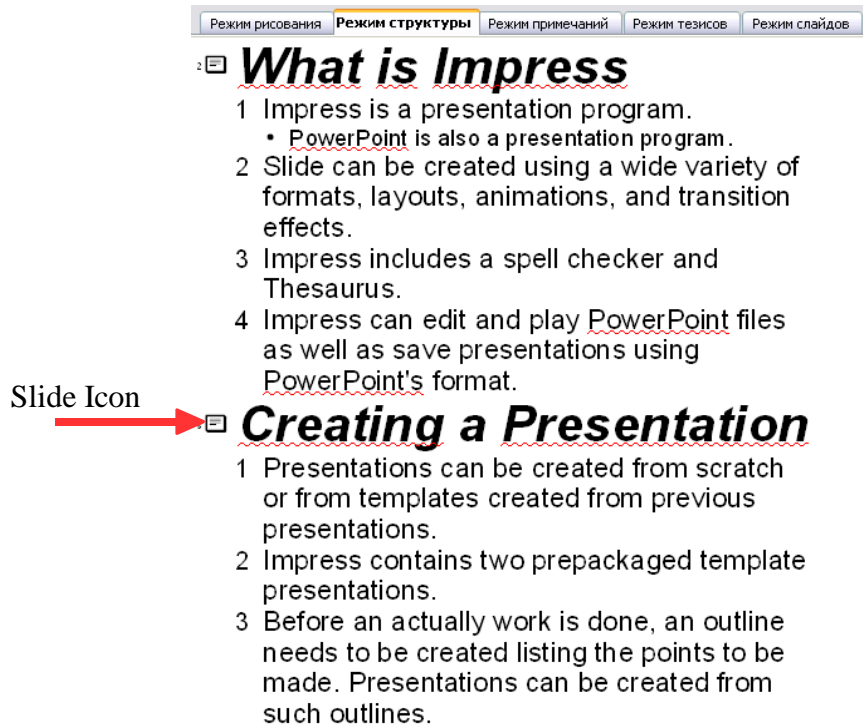 Режим рисования Режим структуры Режим примечаний Режим тезисов Режим слайдов
2 What is Impress
1 Impress is a presentation program.
• PowerPoint is also a presentation program.
2 Slide can be created using a wide variety of
formats, layouts, animations, and transition
effects.
3 Impress includes a spell checker and
Thesaurus.
4 Impress can edit and play PowerPoint files
as well as save presentations using
PowerPoint's format.
Slide Icon
Creating a Presentation
1 Presentations can be created from scratch
or from templates created from previous
presentations.
2 Impress contains two prepackaged template
presentations.
3 Before an actually work is done, an outline
needs to be created listing the points to be
made. Presentations can be created from
such outlines.